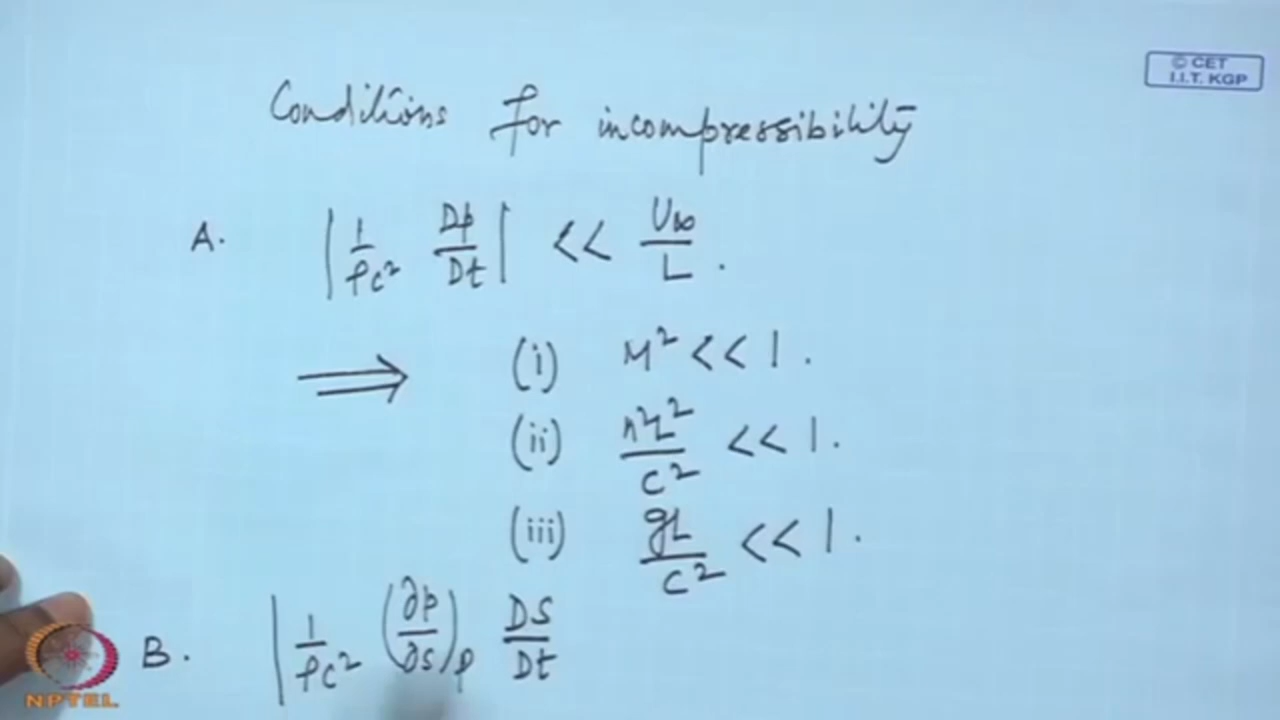 © CET
I.I.T. KGP
Conditions for incompressibility
A. |1/ρc² Dp/Dt| << U∞/L .
⟹ (i) M² << 1 .
(ii) n²L²/c² << 1 .
(iii) gL/c² << 1 .
B. |1/ρc² (∂p/∂s)ρ DS/Dt
NPTEL